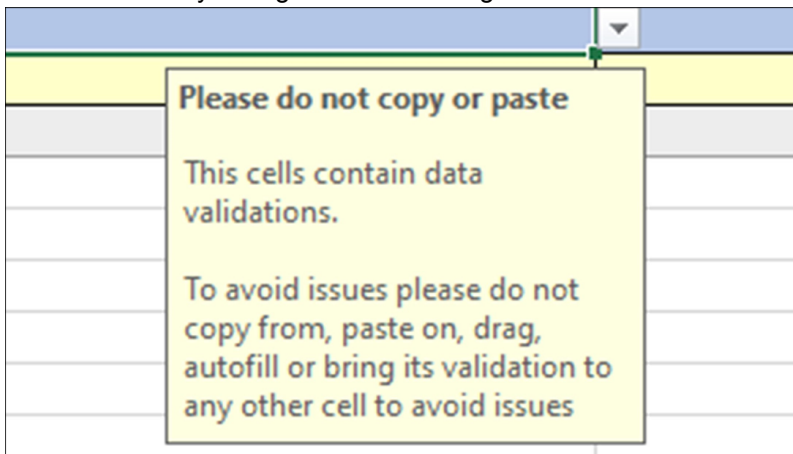 Please do not copy or paste
This cells contain data
validations.
To avoid issues please do not
copy from, paste on, drag,
autofill or bring its validation to
any other cell to avoid issues